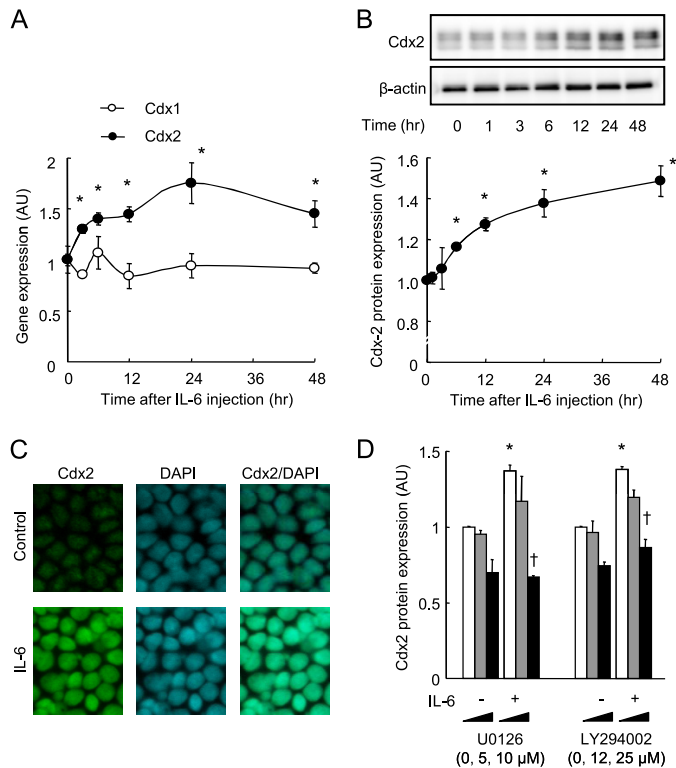 A
Cdx1
Cdx2
Gene expression (AU)
2
1.5
1
0.5
0
* * * * *
0 12 24 36 48
Time after IL-6 injection (hr)
B
Cdx2
β-actin
Time (hr) 0 1 3 6 12 24 48
Cdx-2 protein expression (AU)
1.6
1.4
1.2
1.0
0
* * * *
0 12 24 36 48
Time after IL-6 injection (hr)
C
Cdx2 DAPI Cdx2/DAPI
Control
IL-6
D
Cdx2 protein expression (AU)
1.5
1
0.5
0
* † * †
IL-6 - + - +
U0126 LY294002
(0, 5, 10 µM) (0, 12, 25 µM)